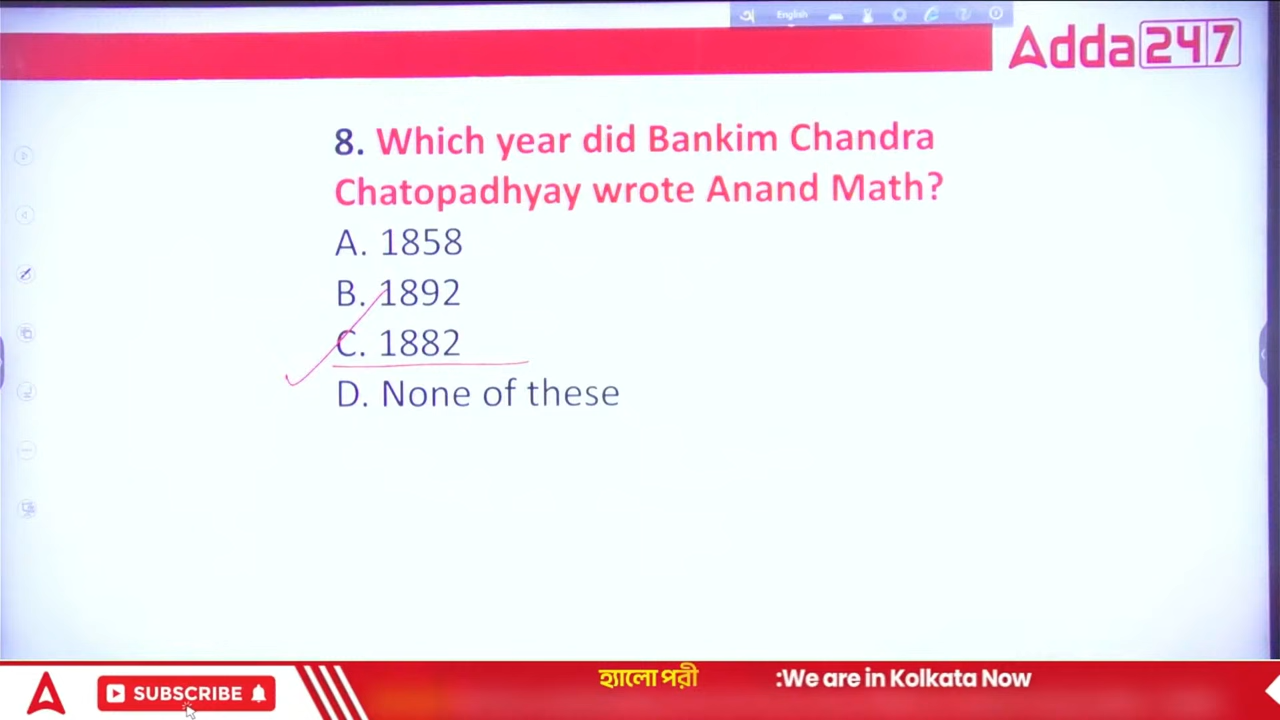 অ English
Adda247
8. Which year did Bankim Chandra
Chatopadhyay wrote Anand Math?
A. 1858
B. 1892
C. 1882
D. None of these
SUBSCRIBE
হ্যালো পরী :We are in Kolkata Now